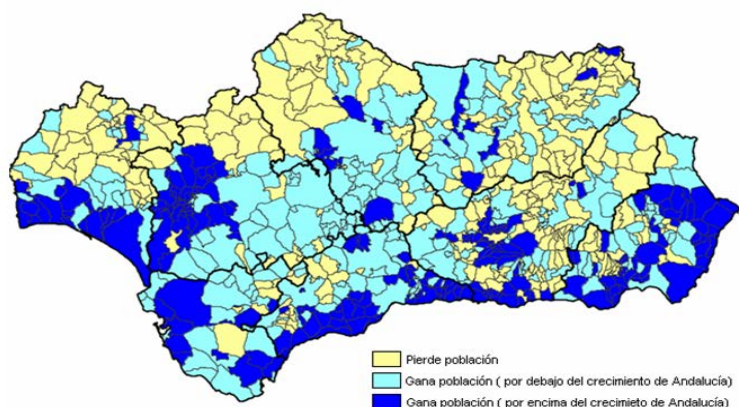 Pierde población
Gana población ( por debajo del crecimiento de Andalucía)
Gana población ( por encima del crecimieto de Andalucía)